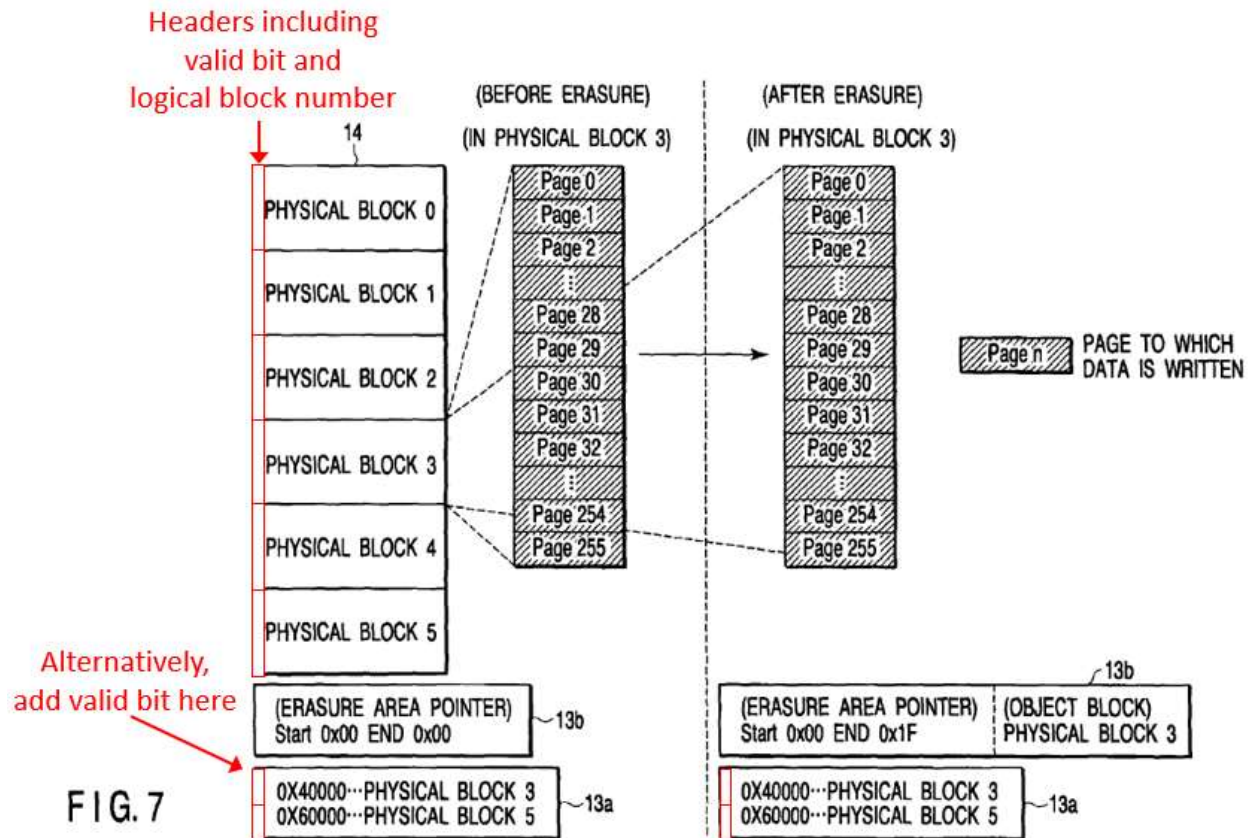 Headers including
valid bit and
logical block number
14
PHYSICAL BLOCK 0
PHYSICAL BLOCK 1
PHYSICAL BLOCK 2
PHYSICAL BLOCK 3
PHYSICAL BLOCK 4
PHYSICAL BLOCK 5
(BEFORE ERASURE)
(IN PHYSICAL BLOCK 3)
Page 0
Page 1
Page 2
Page 28
Page 29
Page 30
Page 31
Page 32
Page 254
Page 255
(AFTER ERASURE)
(IN PHYSICAL BLOCK 3)
Page 0
Page 1
Page 2
Page 28
Page 29
Page 30
Page 31
Page 32
Page 254
Page 255
Page n
PAGE TO WHICH
DATA IS WRITTEN
Alternatively,
add valid bit here
(ERASURE AREA POINTER)
Start 0x00 END 0x00
13b
0X40000···PHYSICAL BLOCK 3
0X60000···PHYSICAL BLOCK 5
13a
13b
(ERASURE AREA POINTER)
Start 0x00 END 0x1F
(OBJECT BLOCK)
PHYSICAL BLOCK 3
0X40000···PHYSICAL BLOCK 3
0X60000···PHYSICAL BLOCK 5
13a
FIG. 7